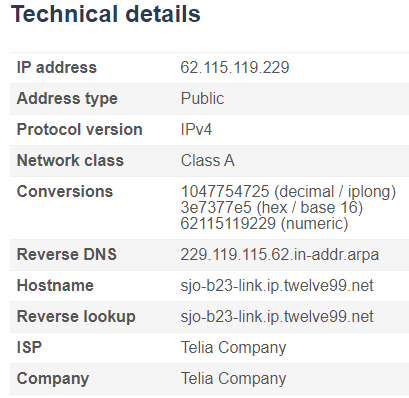 Technical details
IP address 62.115.119.229
Address type Public
Protocol version IPv4
Network class Class A
Conversions 1047754725 (decimal / iplong)
3e7377e5 (hex / base 16)
62115119229 (numeric)
Reverse DNS 229.119.115.62.in-addr.arpa
Hostname sjo-b23-link.ip.twelve99.net
Reverse lookup sjo-b23-link.ip.twelve99.net
ISP Telia Company
Company Telia Company